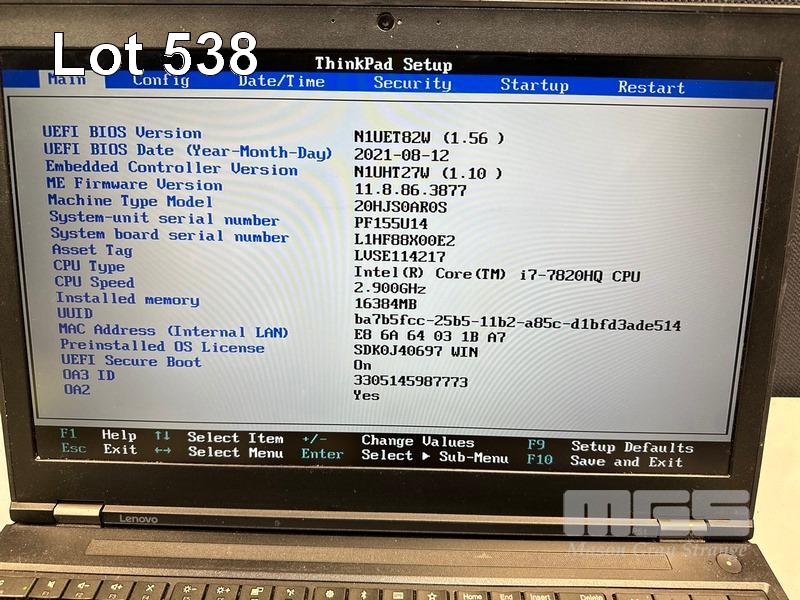 Lot 538
ThinkPad Setup
Main Config Date/Time Security Startup Restart
UEFI BIOS Version N1UET82W (1.56 )
UEFI BIOS Date (Year-Month-Day) 2021-08-12
Embedded Controller Version N1UHT27W (1.10 )
ME Firmware Version 11.8.86.3877
Machine Type Model 20HJS0AR0S
System-unit serial number PF155U14
System board serial number L1HF88X00E2
Asset Tag LVSE114217
CPU Type Intel(R) Core(TM) i7-7820HQ CPU
CPU Speed 2.900GHz
Installed memory 16384MB
UUID ba7b5fcc-25b5-11b2-a85c-d1bfd3ade514
MAC Address (Internal LAN) E8 6A 64 03 1B A7
Preinstalled OS License SDK0J40697 WIN
UEFI Secure Boot On
OA3 ID 3305145987773
OA2 Yes
F1 Help ↑↓ Select Item +/- Change Values F9 Setup Defaults
Esc Exit ←→ Select Menu Enter Select ▶ Sub-Menu F10 Save and Exit
Lenovo
MGS
Mason Gray Strange
Home End Insert Delete